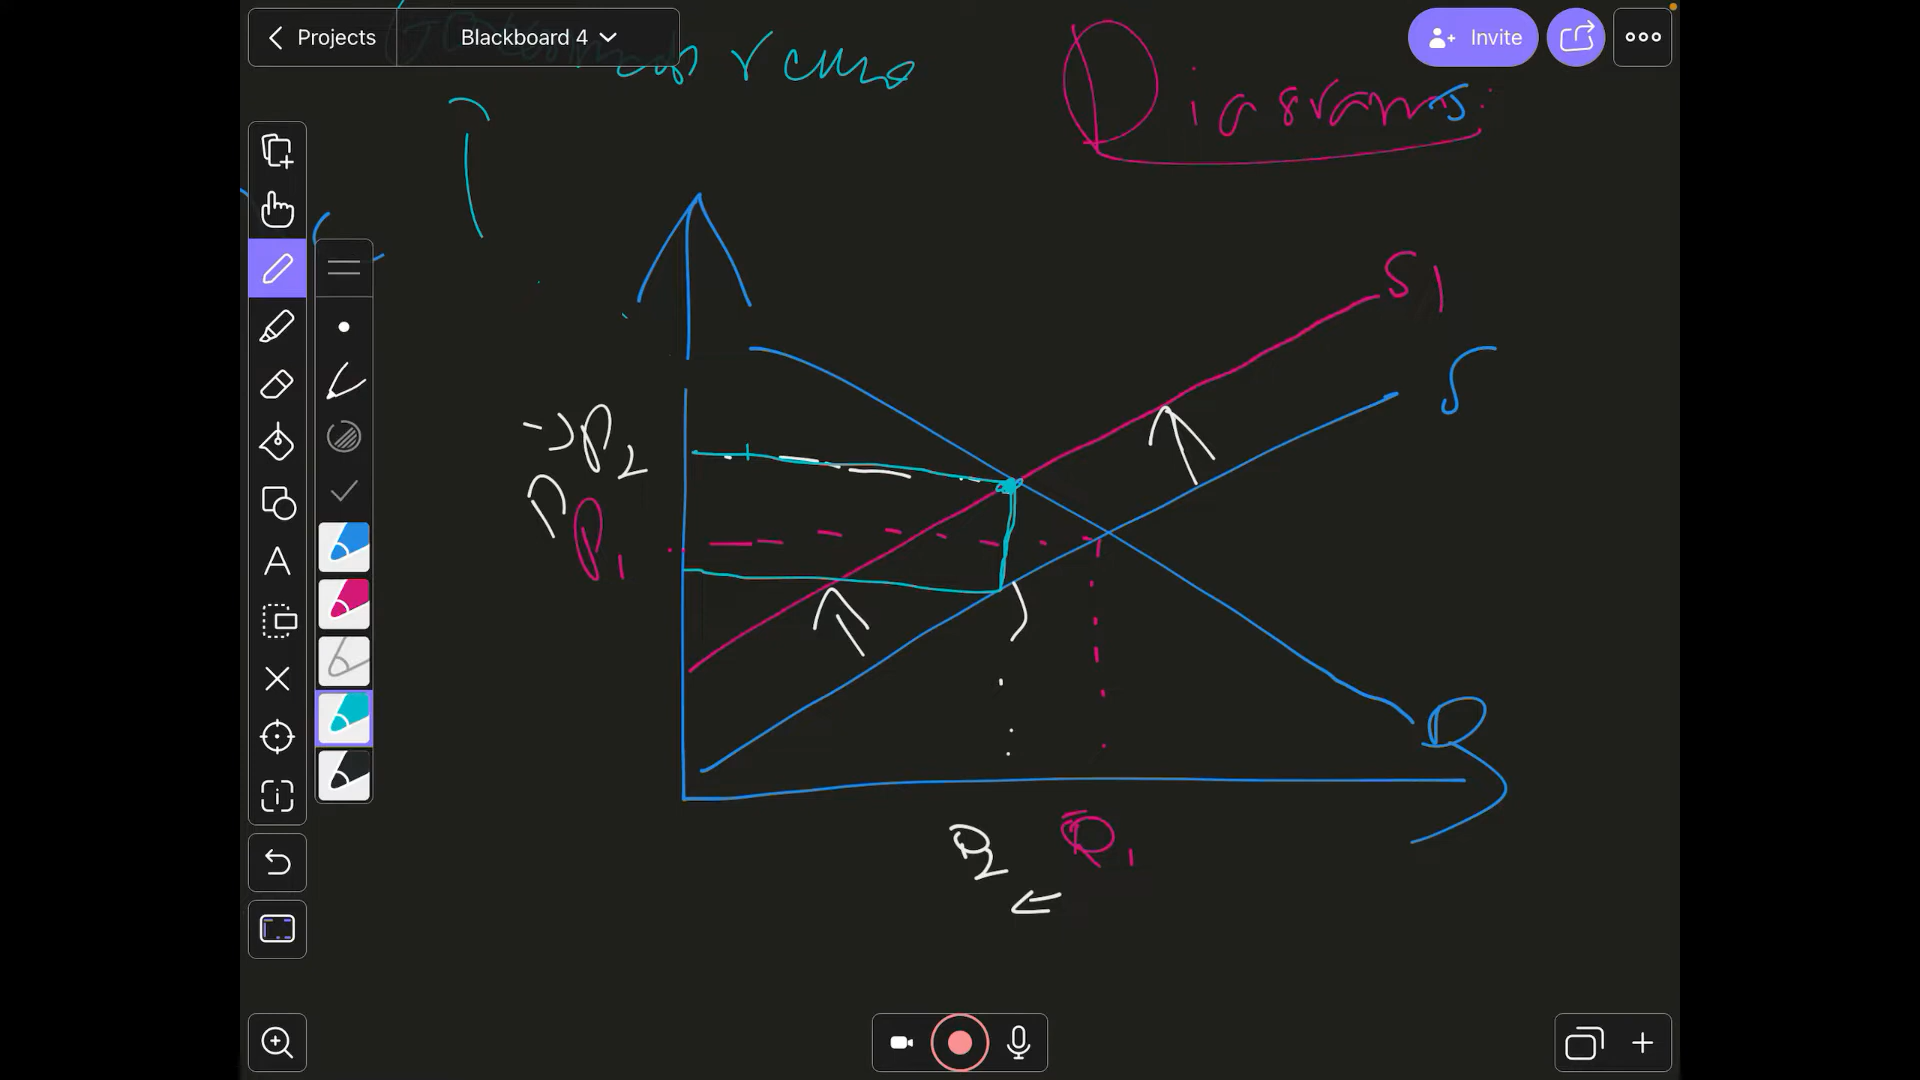 Projects
Blackboard 4
Invite
Diagrams:
S1
S
P2
P
P1
D
Q2
Q1
A